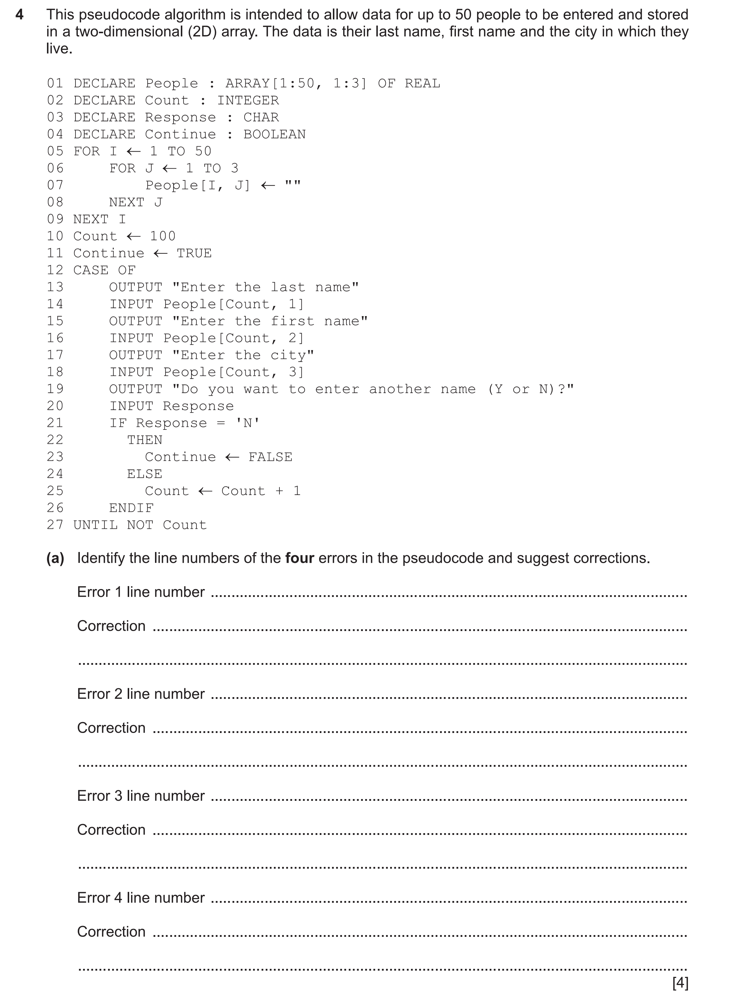 4 This pseudocode algorithm is intended to allow data for up to 50 people to be entered and stored
in a two-dimensional (2D) array. The data is their last name, first name and the city in which they
live.
01 DECLARE People : ARRAY[1:50, 1:3] OF REAL
02 DECLARE Count : INTEGER
03 DECLARE Response : CHAR
04 DECLARE Continue : BOOLEAN
05 FOR I ← 1 TO 50
06     FOR J ← 1 TO 3
07         People[I, J] ← ""
08     NEXT J
09 NEXT I
10 Count ← 100
11 Continue ← TRUE
12 CASE OF
13     OUTPUT "Enter the last name"
14     INPUT People[Count, 1]
15     OUTPUT "Enter the first name"
16     INPUT People[Count, 2]
17     OUTPUT "Enter the city"
18     INPUT People[Count, 3]
19     OUTPUT "Do you want to enter another name (Y or N)?"
20     INPUT Response
21     IF Response = 'N'
22       THEN
23         Continue ← FALSE
24       ELSE
25         Count ← Count + 1
26     ENDIF
27 UNTIL NOT Count
(a) Identify the line numbers of the four errors in the pseudocode and suggest corrections.
Error 1 line number
Correction
Error 2 line number
Correction
Error 3 line number
Correction
Error 4 line number
Correction
[4]